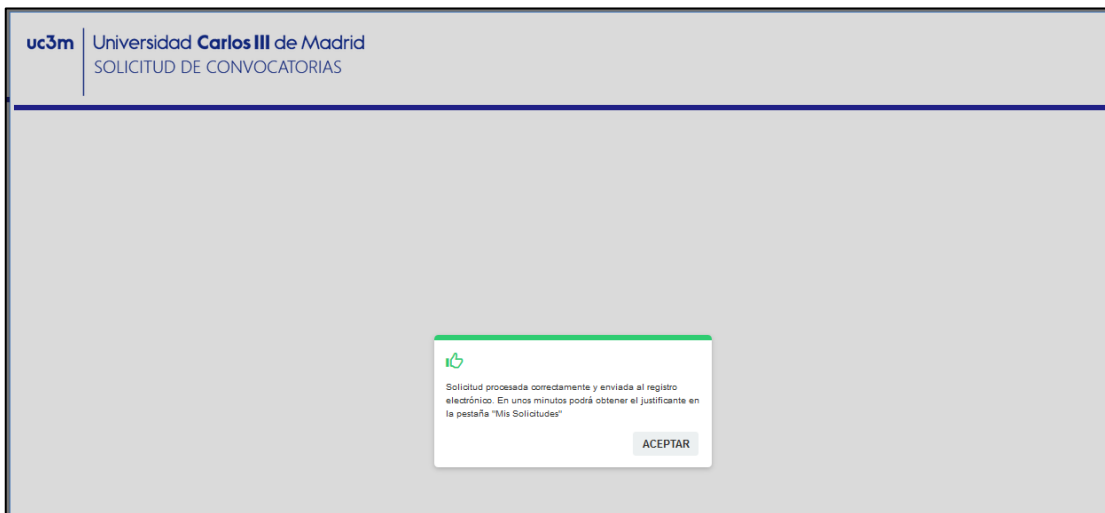 uc3m
Universidad Carlos III de Madrid
SOLICITUD DE CONVOCATORIAS
Solicitud procesada correctamente y enviada al registro
electrónico. En unos minutos podrá obtener el justificante en
la pestaña "Mis Solicitudes"
ACEPTAR